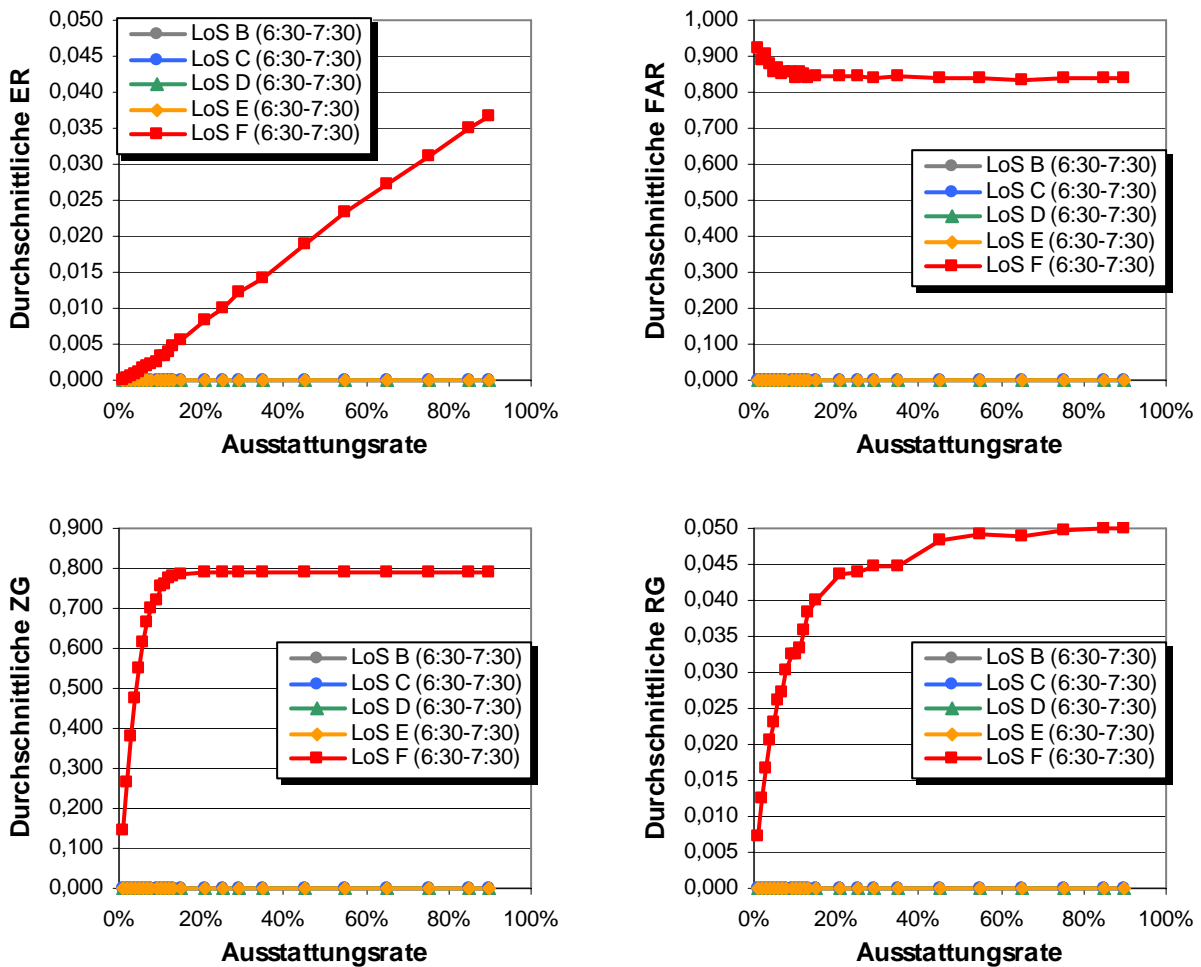 Durchschnittliche ER
0,050
0,045
0,040
0,035
0,030
0,025
0,020
0,015
0,010
0,005
0,000
LoS B (6:30-7:30)
LoS C (6:30-7:30)
LoS D (6:30-7:30)
LoS E (6:30-7:30)
LoS F (6:30-7:30)
0% 20% 40% 60% 80% 100%
Ausstattungsrate
Durchschnittliche FAR
1,000
0,900
0,800
0,700
0,600
0,500
0,400
0,300
0,200
0,100
0,000
LoS B (6:30-7:30)
LoS C (6:30-7:30)
LoS D (6:30-7:30)
LoS E (6:30-7:30)
LoS F (6:30-7:30)
0% 20% 40% 60% 80% 100%
Ausstattungsrate
Durchschnittliche ZG
0,900
0,800
0,700
0,600
0,500
0,400
0,300
0,200
0,100
0,000
LoS B (6:30-7:30)
LoS C (6:30-7:30)
LoS D (6:30-7:30)
LoS E (6:30-7:30)
LoS F (6:30-7:30)
0% 20% 40% 60% 80% 100%
Ausstattungsrate
Durchschnittliche RG
0,050
0,045
0,040
0,035
0,030
0,025
0,020
0,015
0,010
0,005
0,000
LoS B (6:30-7:30)
LoS C (6:30-7:30)
LoS D (6:30-7:30)
LoS E (6:30-7:30)
LoS F (6:30-7:30)
0% 20% 40% 60% 80% 100%
Ausstattungsrate